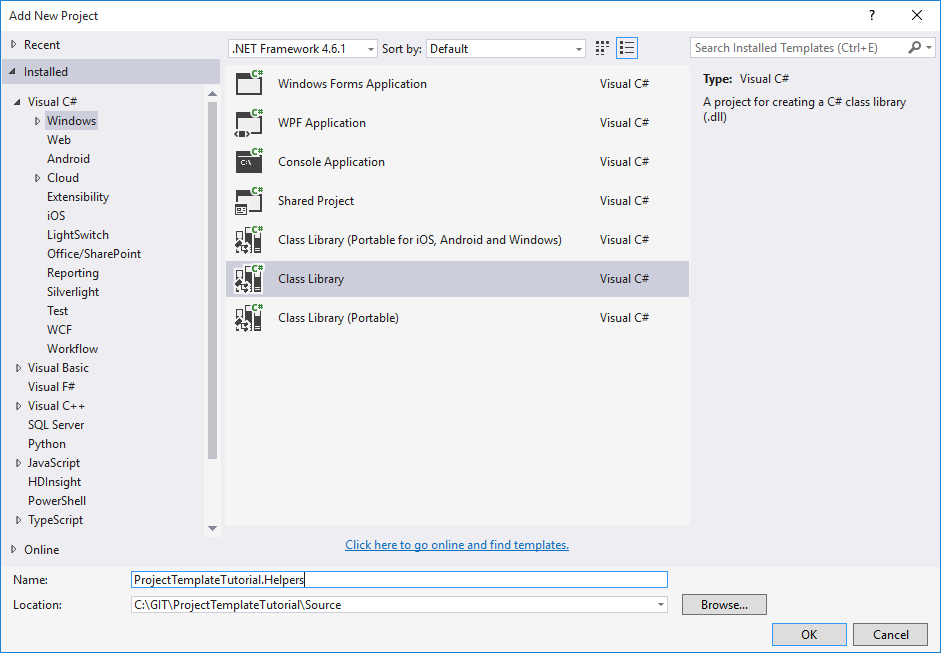 Add New Project
?
Recent
Installed
Visual C#
Windows
Web
Android
Cloud
Extensibility
iOS
LightSwitch
Office/SharePoint
Reporting
Silverlight
Test
WCF
Workflow
Visual Basic
Visual F#
Visual C++
SQL Server
Python
JavaScript
HDInsight
PowerShell
TypeScript
Online
.NET Framework 4.6.1 Sort by: Default
C# Windows Forms Application Visual C#
C# WPF Application Visual C#
C# C:\ Console Application Visual C#
C# Shared Project Visual C#
C# Class Library (Portable for iOS, Android and Windows) Visual C#
C# Class Library Visual C#
C# Class Library (Portable) Visual C#
Click here to go online and find templates.
Search Installed Templates (Ctrl+E)
Type: Visual C#
A project for creating a C# class library
(.dll)
Name: ProjectTemplateTutorial.Helpers
Location: C:\GIT\ProjectTemplateTutorial\Source Browse...
OK Cancel